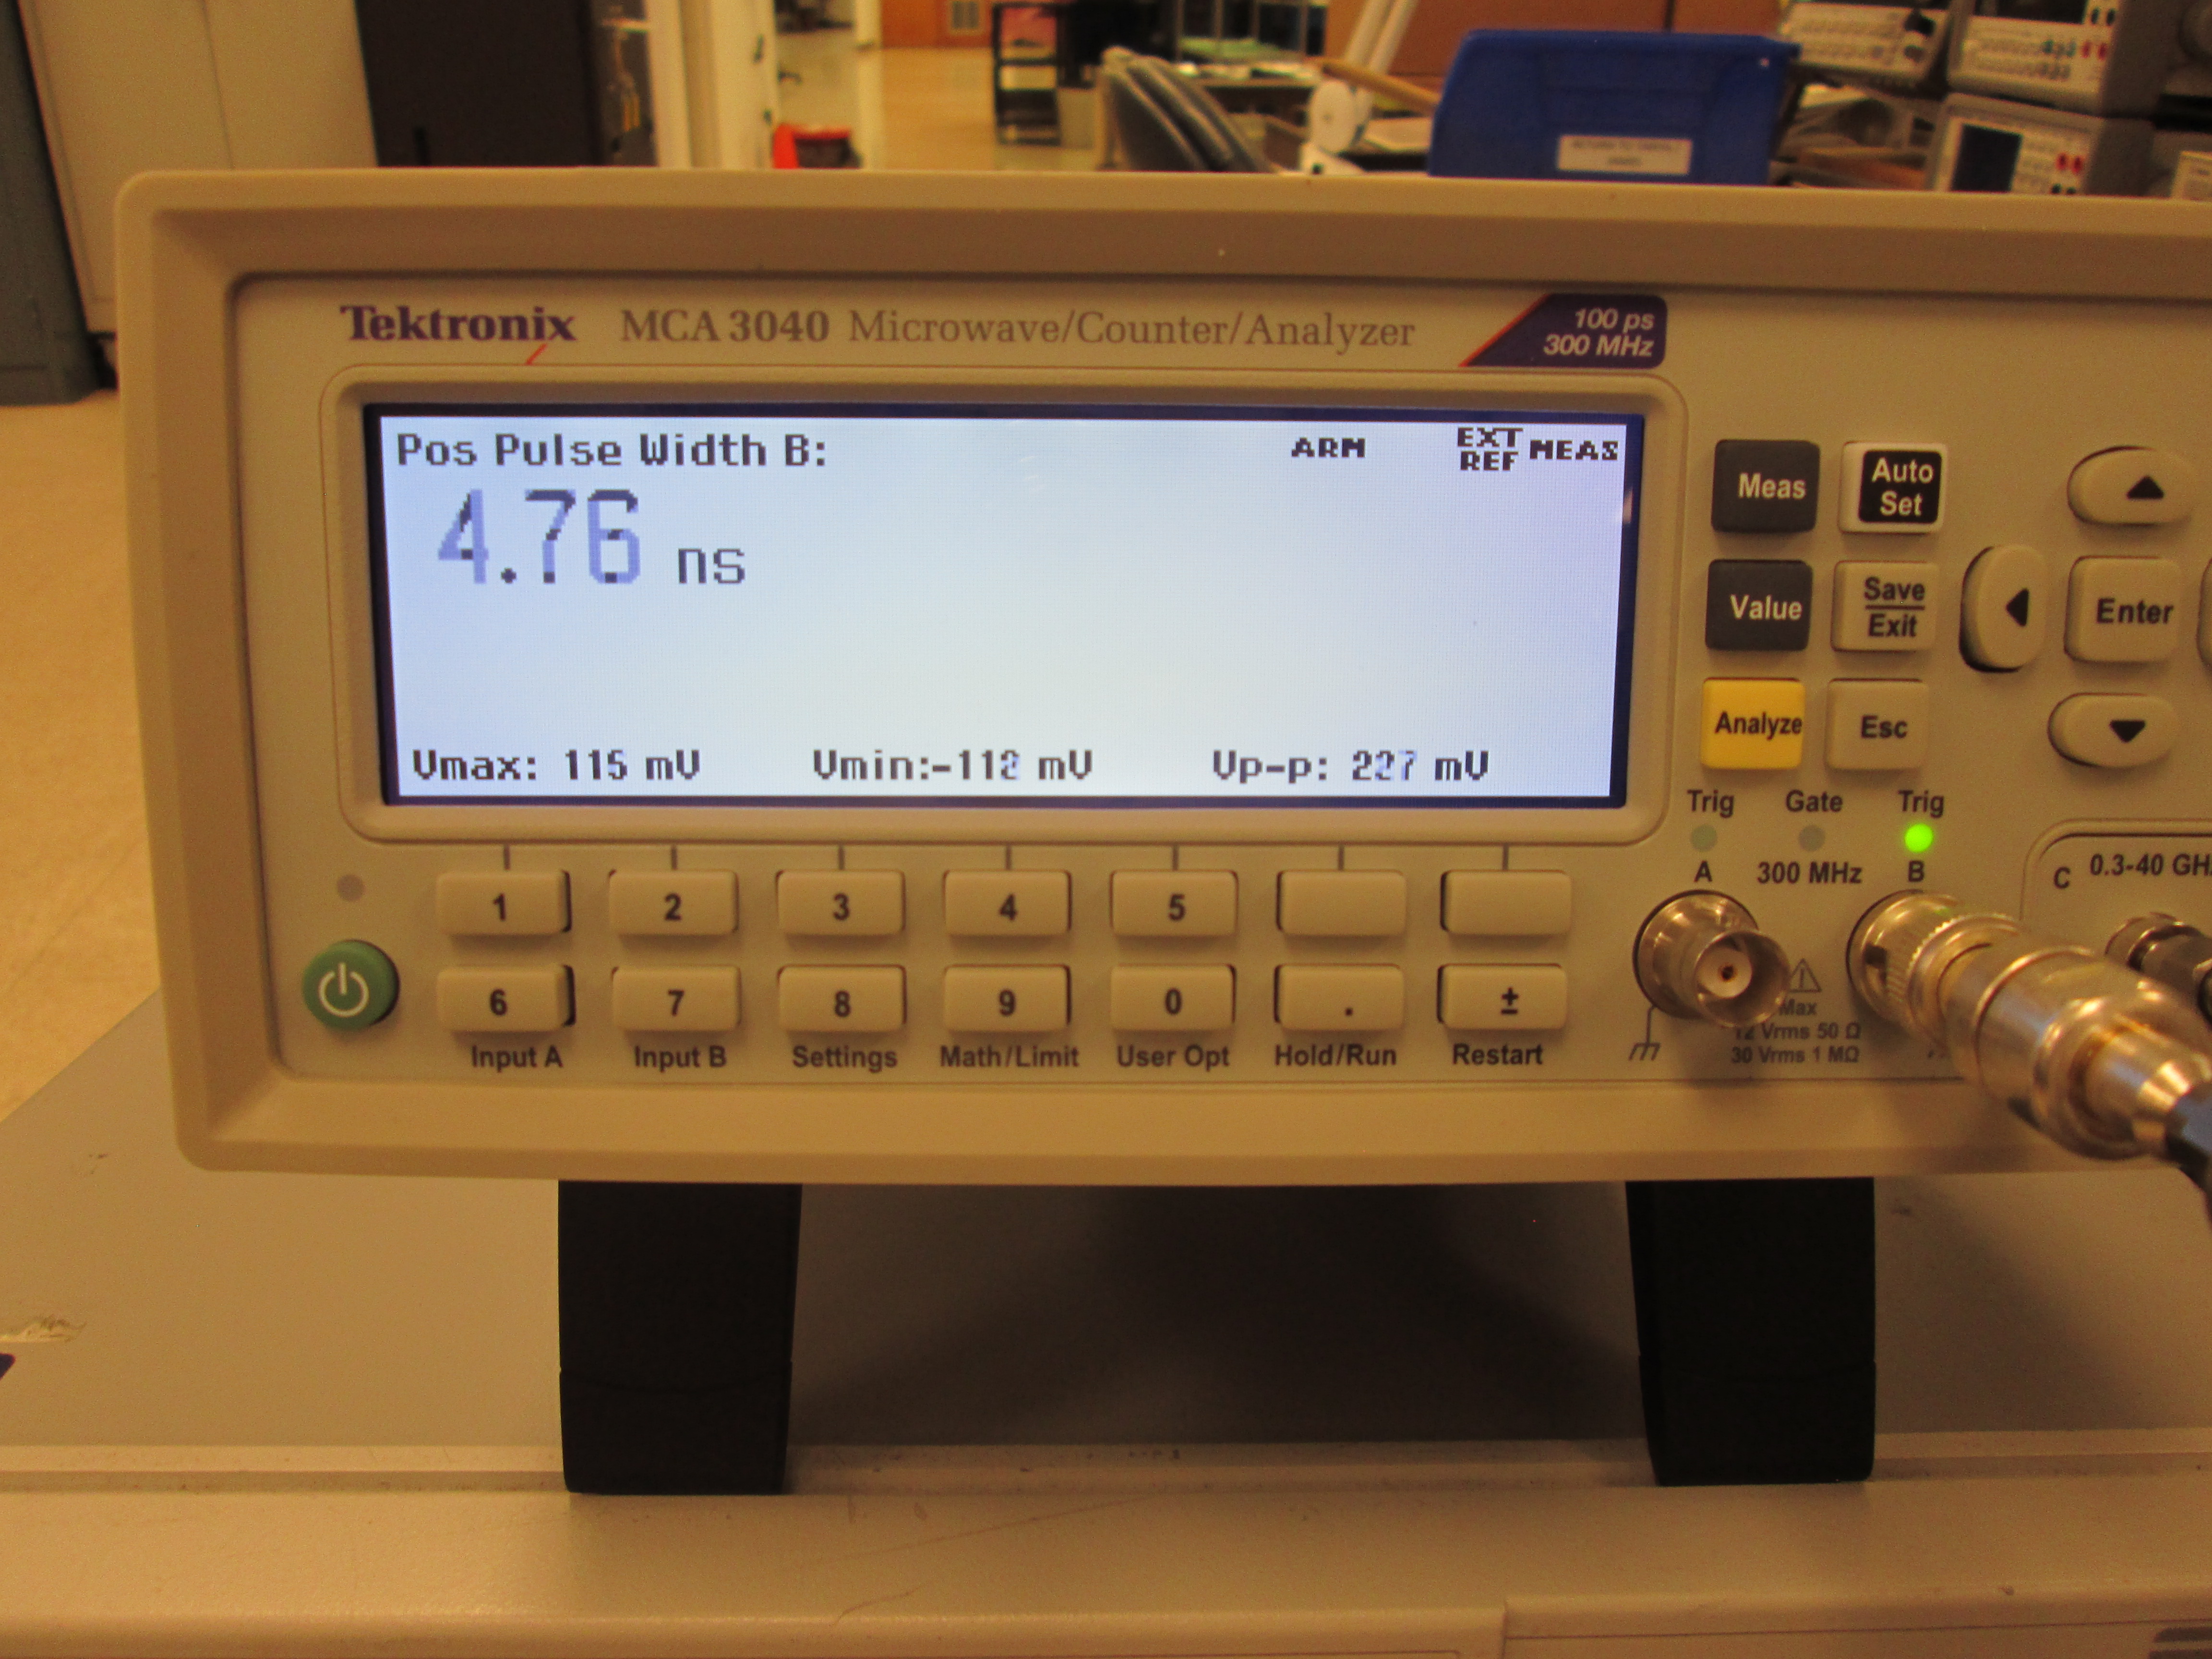 Tektronix MCA 3040 Microwave/Counter/Analyzer
100 ps
300 MHz
Pos Pulse Width B:
ARM
EXT
REF
MEAS
4.76 ns
Vmax: 115 mV Vmin:-112 mV Vp-p: 227 mV
Meas
Auto
Set
Value
Save
Exit
Enter
Analyze
Esc
Trig Gate Trig
A 300 MHz B
C 0.3-40
1 2 3 4 5
6 7 8 9 0 . ±
Input A Input B Settings Math/Limit User Opt Hold/Run Restart
Max
12 Vrms 50 Ω
30 Vrms 1 MΩ